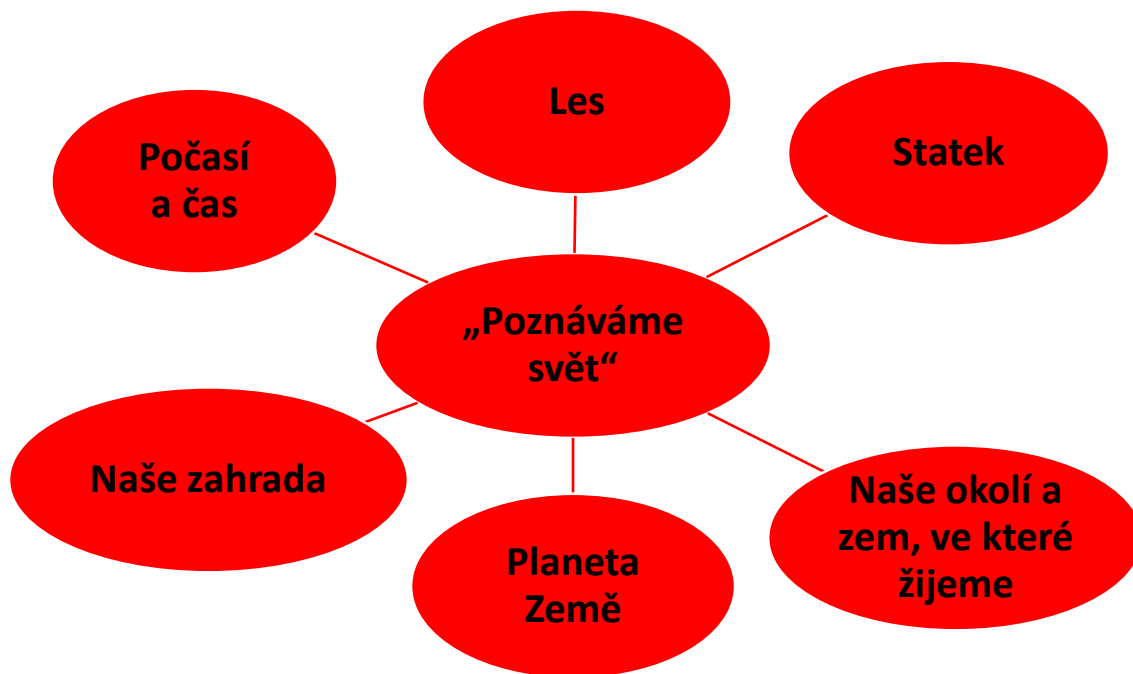 Les
Statek
Počasí
a čas
„Poznáváme
svět“
Naše zahrada
Naše okolí a
zem, ve které
žijeme
Planeta
Země